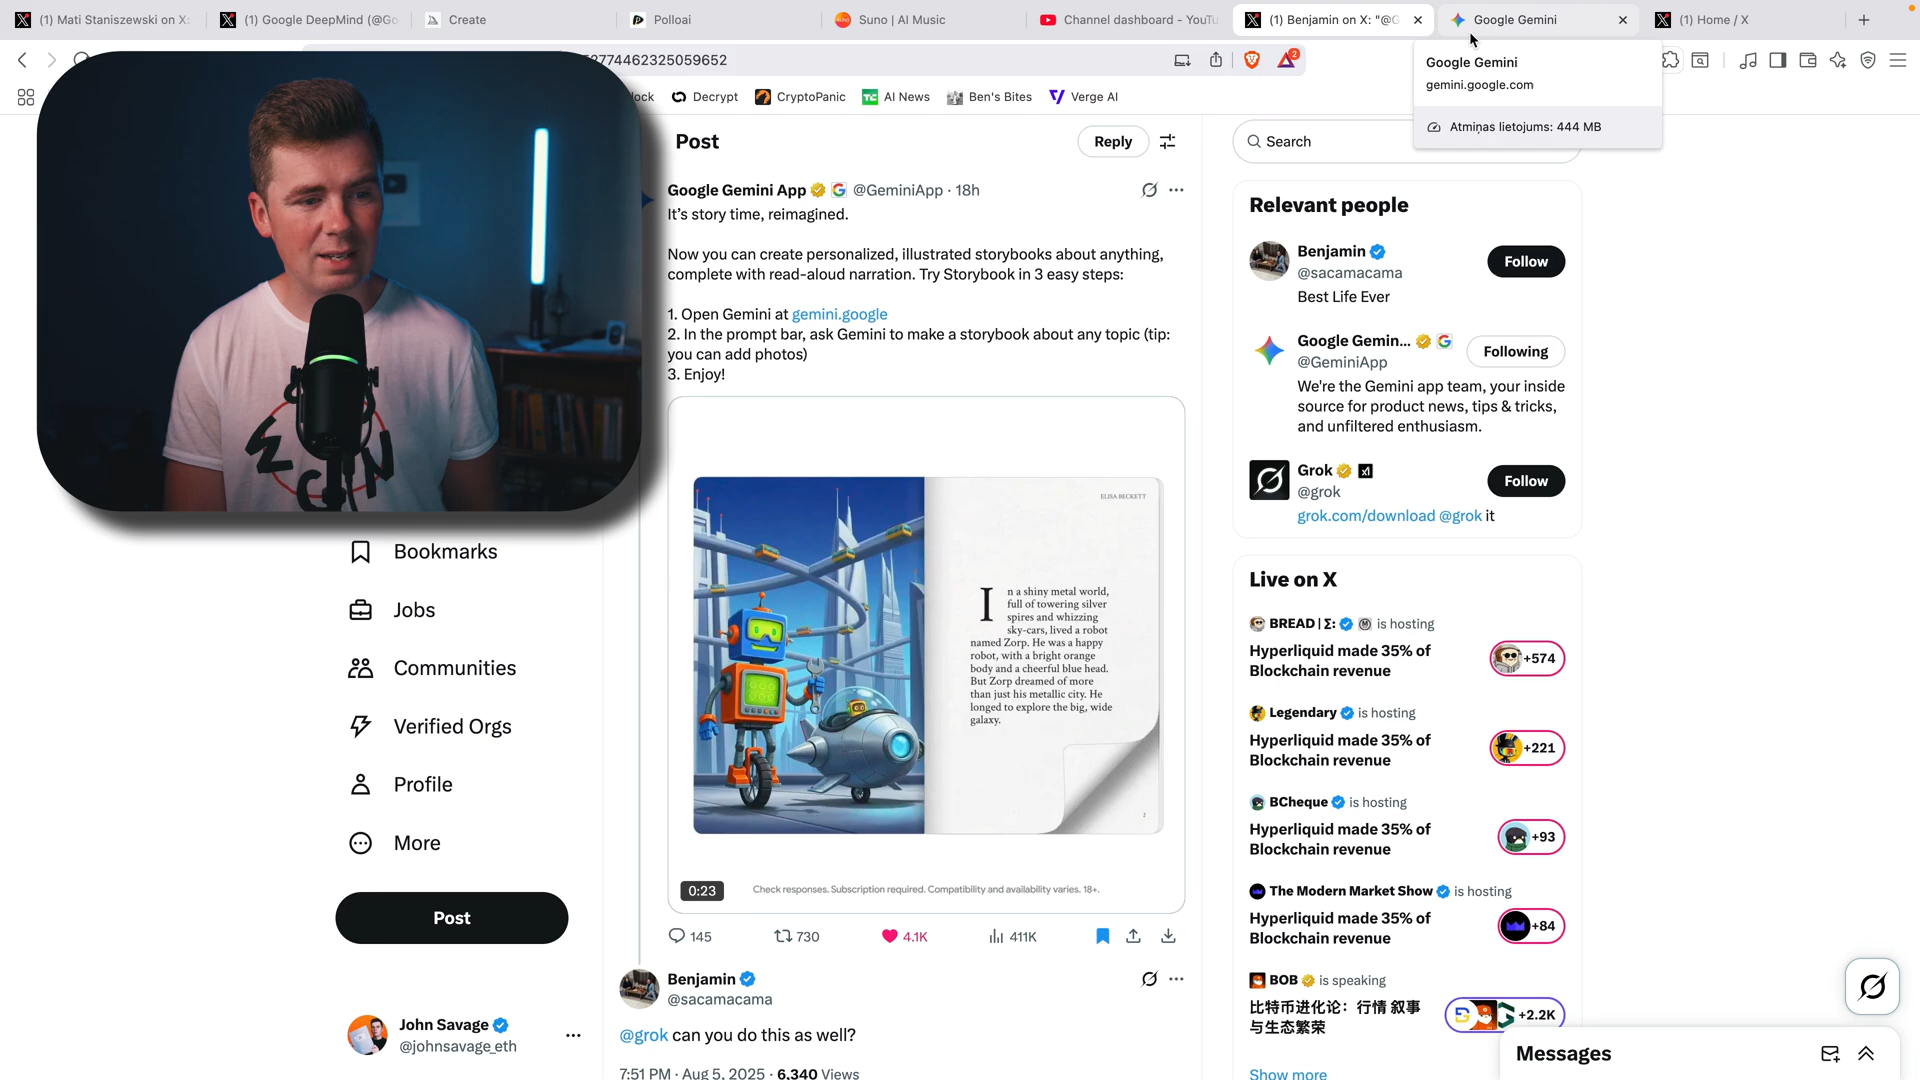 (1) Mati Staniszewski on X:
(1) Google DeepMind (@Go
Create
Polloai
Suno | AI Music
Channel dashboard - YouTu
(1) Benjamin on X: "@G
Google Gemini
(1) Home / X
2774462325059652
2
Google Gemini
gemini.google.com
Atmiņas lietojums: 444 MB
ock
Decrypt
CryptoPanic
AI News
Ben's Bites
Verge AI
Post
Reply
Search
Google Gemini App @GeminiApp · 18h
It's story time, reimagined.
Now you can create personalized, illustrated storybooks about anything,
complete with read-aloud narration. Try Storybook in 3 easy steps:
1. Open Gemini at gemini.google
2. In the prompt bar, ask Gemini to make a storybook about any topic (tip:
you can add photos)
3. Enjoy!
ELISA BECKETT
In a shiny metal world,
full of towering silver
spires and whizzing
sky-cars, lived a robot
named Zorp. He was a happy
robot, with a bright orange
body and a cheerful blue head.
But Zorp dreamed of more
than just his metallic city. He
longed to explore the big, wide
galaxy.
2
0:23
Check responses. Subscription required. Compatibility and availability varies. 18+.
145
730
4.1K
411K
Benjamin
@sacamacama
@grok can you do this as well?
7:51 PM · Aug 5, 2025 · 6,340 Views
Bookmarks
Jobs
Communities
Verified Orgs
Profile
More
Post
John Savage
@johnsavage_eth
Relevant people
Benjamin
@sacamacama
Follow
Best Life Ever
Google Gemin...
@GeminiApp
Following
We're the Gemini app team, your inside
source for product news, tips & tricks,
and unfiltered enthusiasm.
Grok
@grok
Follow
grok.com/download @grok it
Live on X
BREAD | Σ: is hosting
Hyperliquid made 35% of
Blockchain revenue
+574
Legendary is hosting
Hyperliquid made 35% of
Blockchain revenue
+221
BCheque is hosting
Hyperliquid made 35% of
Blockchain revenue
+93
The Modern Market Show is hosting
Hyperliquid made 35% of
Blockchain revenue
+84
BOB is speaking
比特币进化论：行情 叙事
与生态繁荣
+2.2K
Show more
Messages